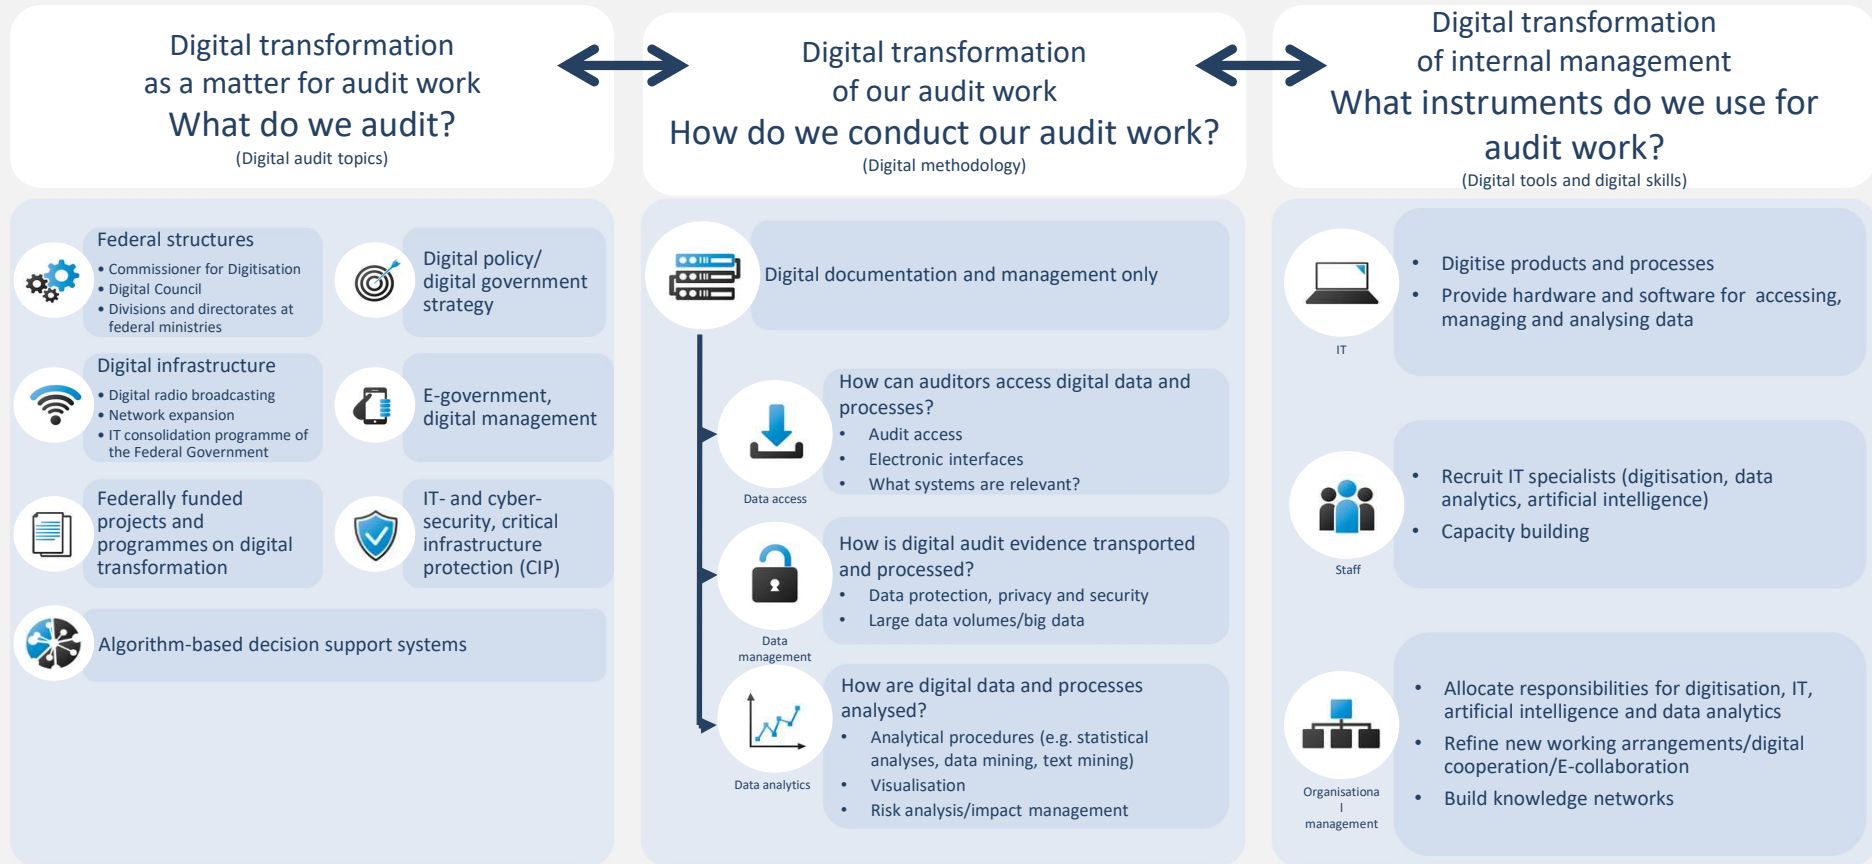 Digital transformation
as a matter for audit work
What do we audit?
(Digital audit topics)
Federal structures
• Commissioner for Digitisation
• Digital Council
• Divisions and directorates at
federal ministries
Digital policy/
digital government
strategy
Digital infrastructure
• Digital radio broadcasting
• Network expansion
• IT consolidation programme of
the Federal Government
E-government,
digital management
Federally funded
projects and
programmes on digital
transformation
IT- and cyber-
security, critical
infrastructure
protection (CIP)
Algorithm-based decision support systems
Digital transformation
of our audit work
How do we conduct our audit work?
(Digital methodology)
Digital documentation and management only
Data access
How can auditors access digital data and
processes?
• Audit access
• Electronic interfaces
• What systems are relevant?
Data
management
How is digital audit evidence transported
and processed?
• Data protection, privacy and security
• Large data volumes/big data
Data analytics
How are digital data and processes
analysed?
• Analytical procedures (e.g. statistical
analyses, data mining, text mining)
• Visualisation
• Risk analysis/impact management
Digital transformation
of internal management
What instruments do we use for
audit work?
(Digital tools and digital skills)
IT
• Digitise products and processes
• Provide hardware and software for accessing,
managing and analysing data
Staff
• Recruit IT specialists (digitisation, data
analytics, artificial intelligence)
• Capacity building
Organisationa
l
management
• Allocate responsibilities for digitisation, IT,
artificial intelligence and data analytics
• Refine new working arrangements/digital
cooperation/E-collaboration
• Build knowledge networks